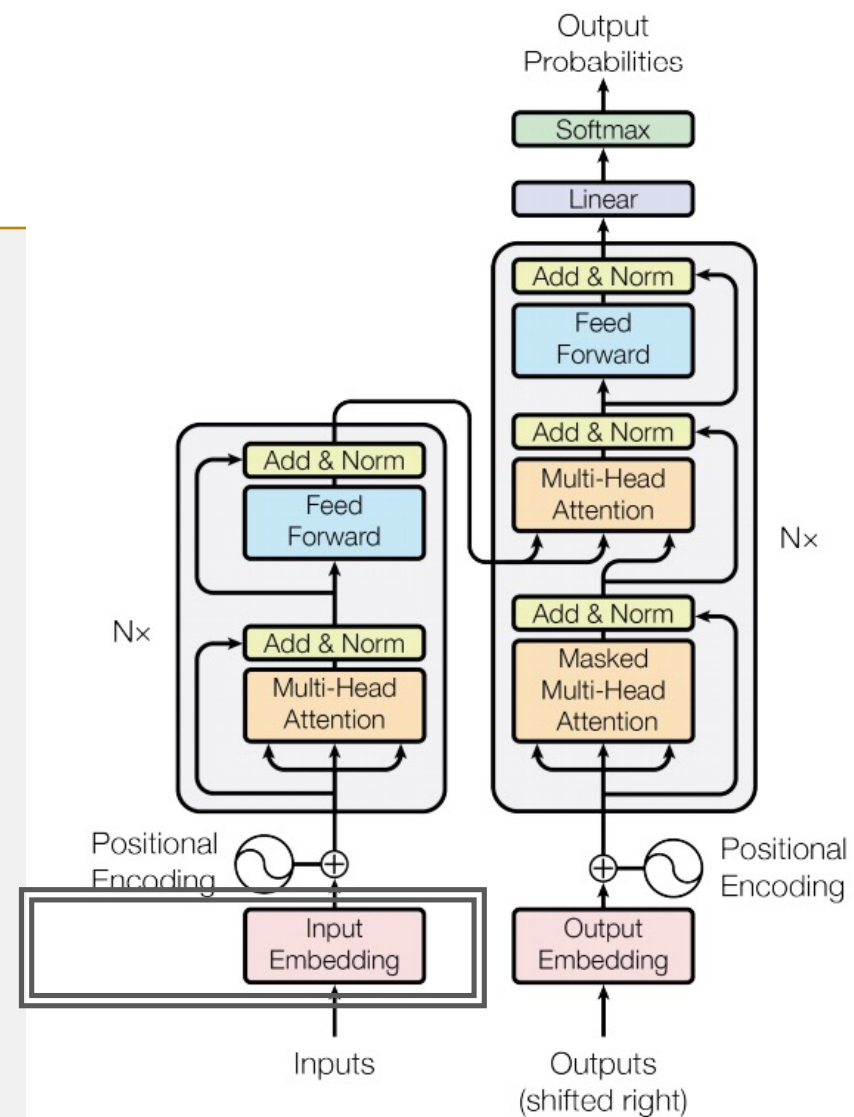 Output
Probabilities
Softmax
Linear
Add & Norm
Feed
Forward
Add & Norm
Multi-Head
Attention
Nx
Add & Norm
Masked
Multi-Head
Attention
Add & Norm
Feed
Forward
Nx
Add & Norm
Multi-Head
Attention
Positional
Encoding
Positional
Encoding
Input
Embedding
Output
Embedding
Inputs
Outputs
(shifted right)